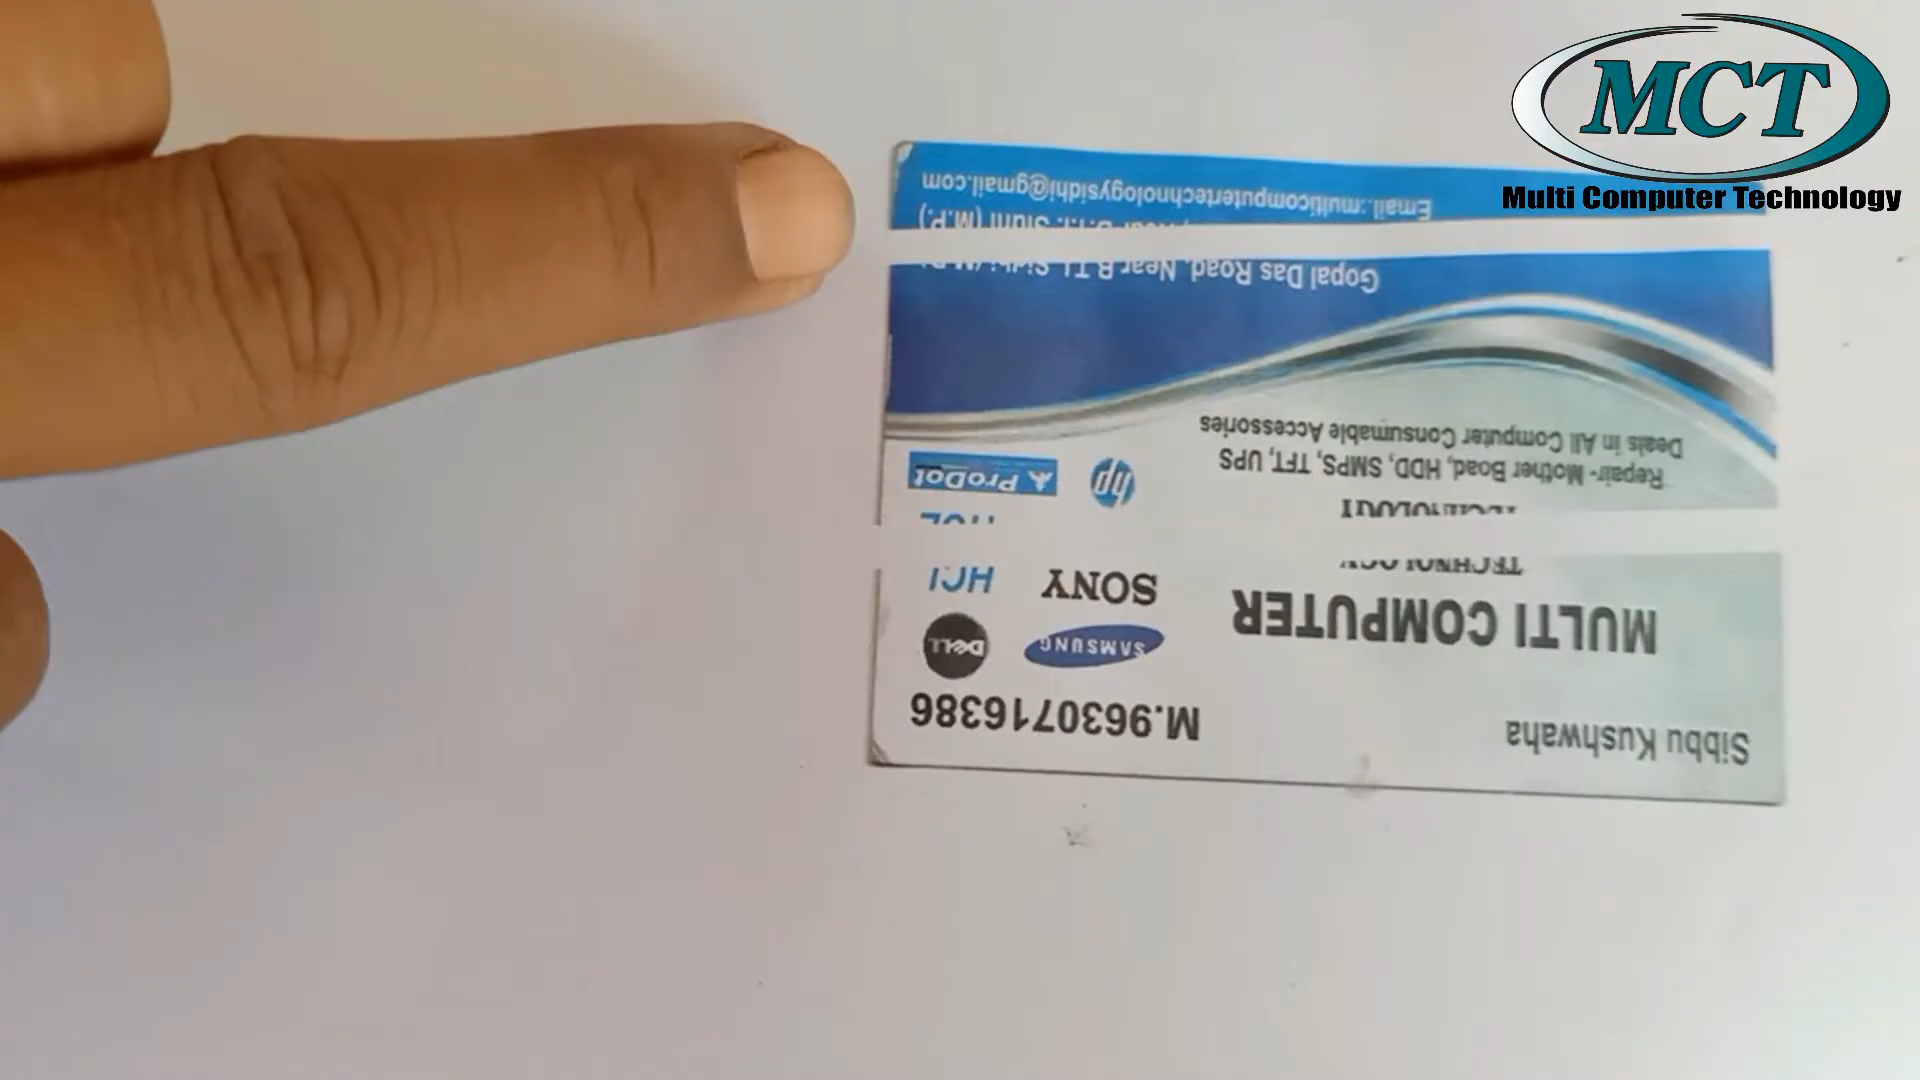 MCT
Multi Computer Technology
Sibbu Kushwaha
M.9630716386
MULTI COMPUTER
TECHNOLOGY
DELL
SAMSUNG
HCL
SONY
Repair- Mother Boad, HDD, SMPS, TFT, UPS
Deals in All Computer Consumable Accessories
hp
ProDot
Gopal Das Road, Near B.T.I. Sidhi (M.P.)
Email.:multicomputertechnologysidhi@gmail.com